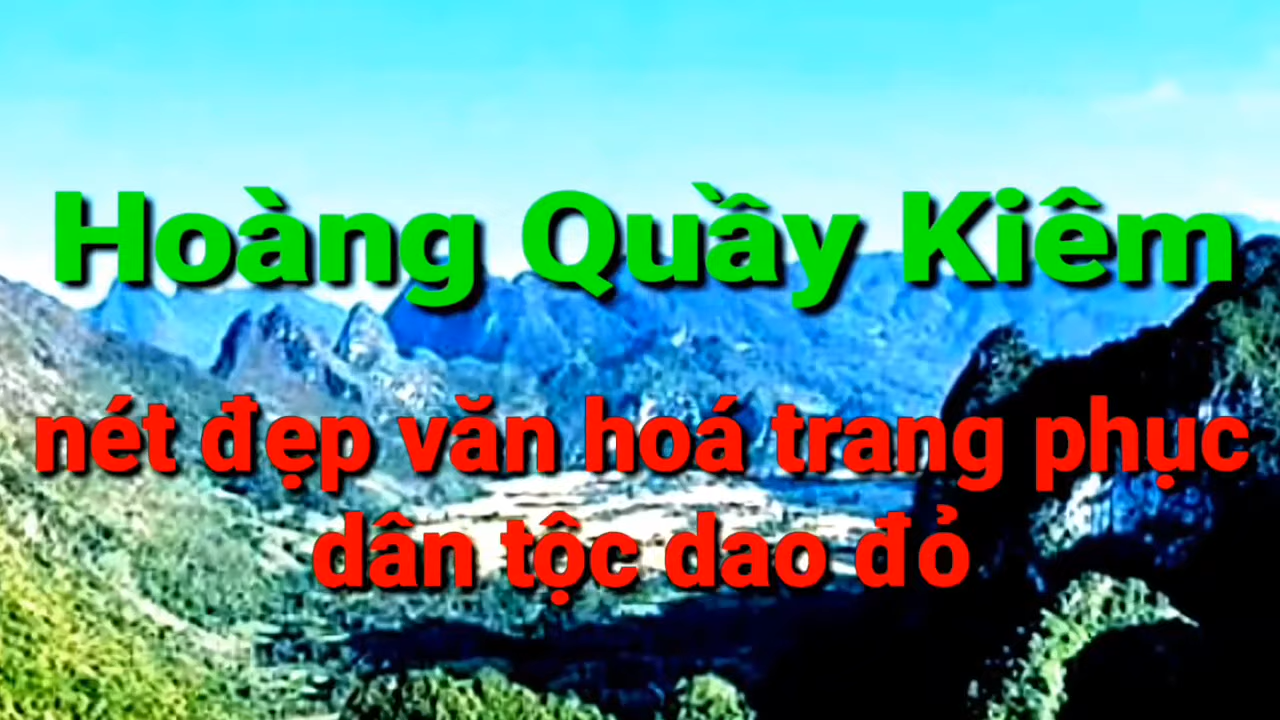 Hoàng Quầy Kiêm
nét đẹp văn hoá trang phục
dân tộc dao đỏ